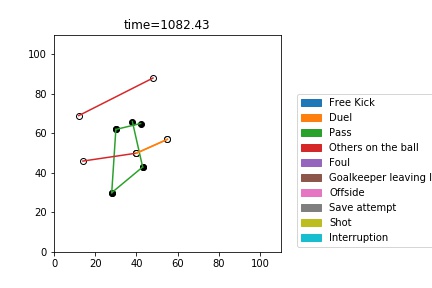 time=1082.43
100
80
60
40
20
0
0 20 40 60 80 100
Free Kick
Duel
Pass
Others on the ball
Foul
Goalkeeper leaving l
Offside
Save attempt
Shot
Interruption